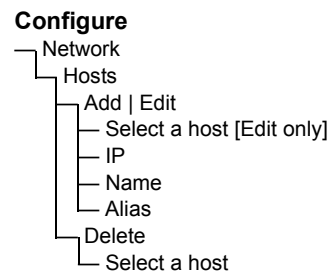 Configure
Network
Hosts
Add | Edit
Select a host [Edit only]
IP
Name
Alias
Delete
Select a host